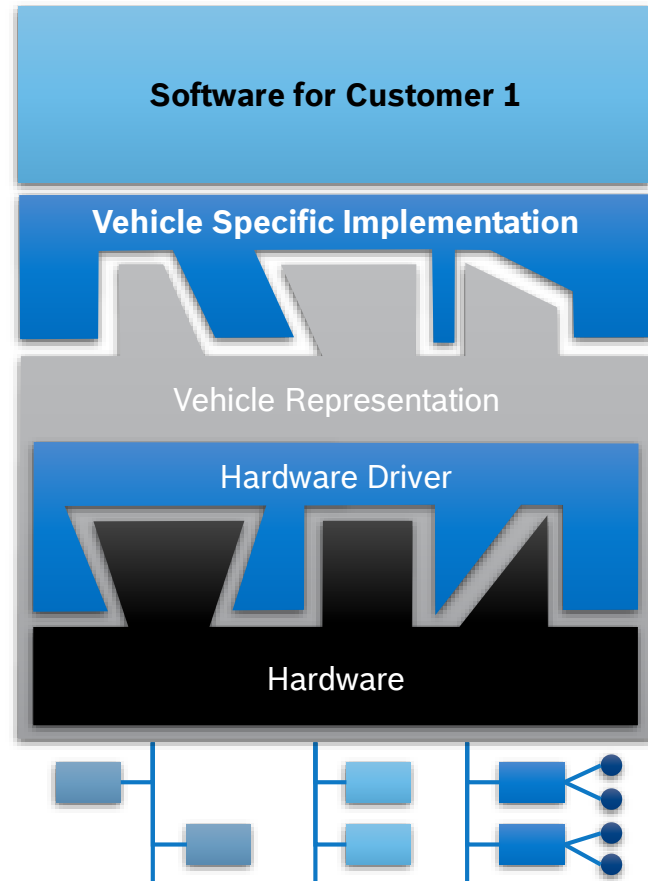 Software for Customer 1
Vehicle Specific Implementation
Vehicle Representation
Hardware Driver
Hardware